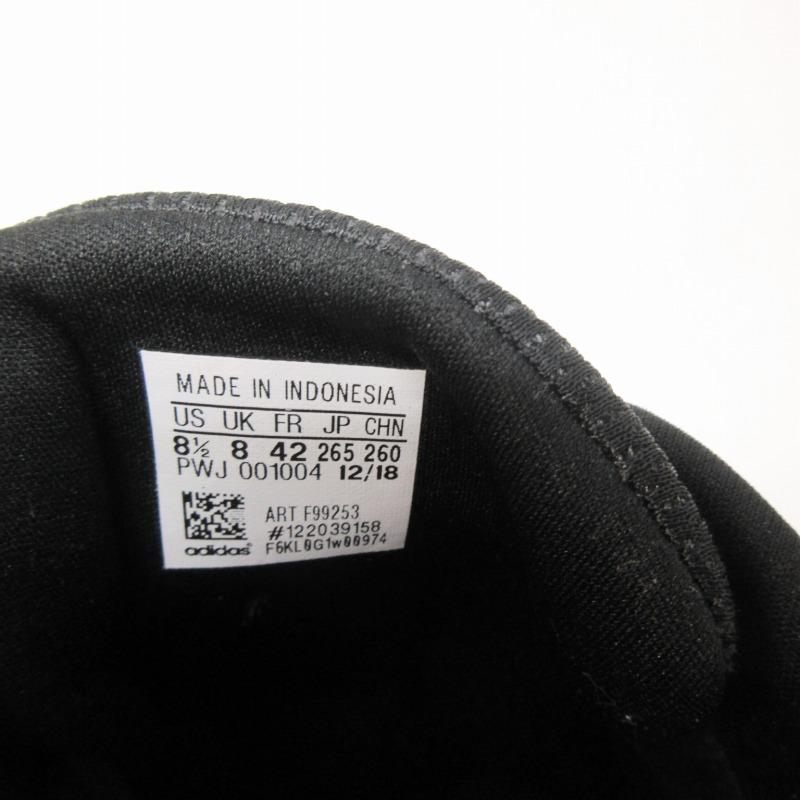 MADE IN INDONESIA
US UK FR JP CHN
8½ 8 42 265 260
PWJ 001004 12/18
ART F99253
#122039158
adidas F6KL0G1w00974